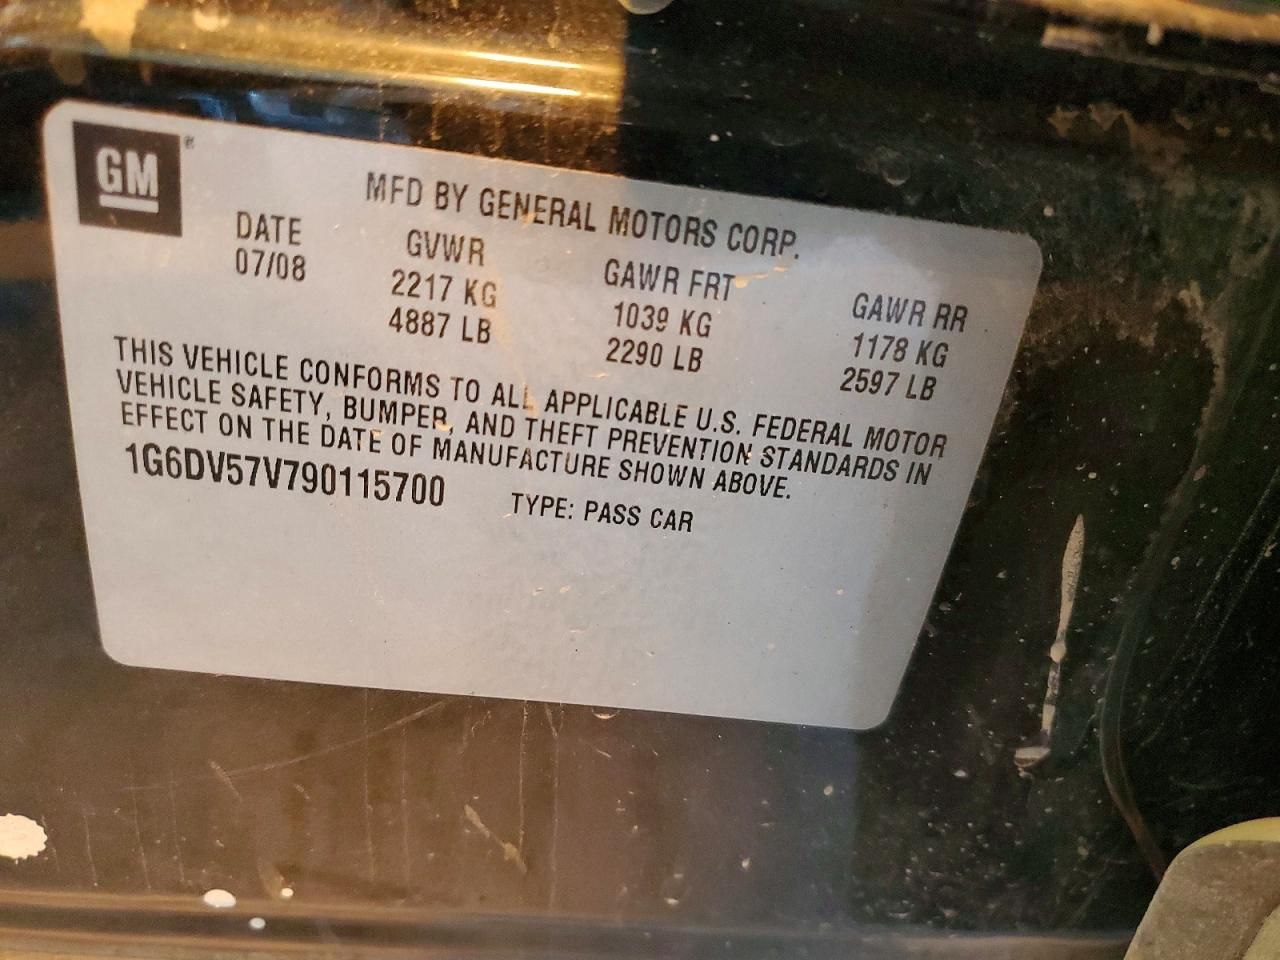 GM®
MFD BY GENERAL MOTORS CORP.
DATE GVWR GAWR FRT GAWR RR
07/08 2217 KG 1039 KG 1178 KG
4887 LB 2290 LB 2597 LB
THIS VEHICLE CONFORMS TO ALL APPLICABLE U.S. FEDERAL MOTOR
VEHICLE SAFETY, BUMPER, AND THEFT PREVENTION STANDARDS IN
EFFECT ON THE DATE OF MANUFACTURE SHOWN ABOVE.
1G6DV57V790115700 TYPE: PASS CAR